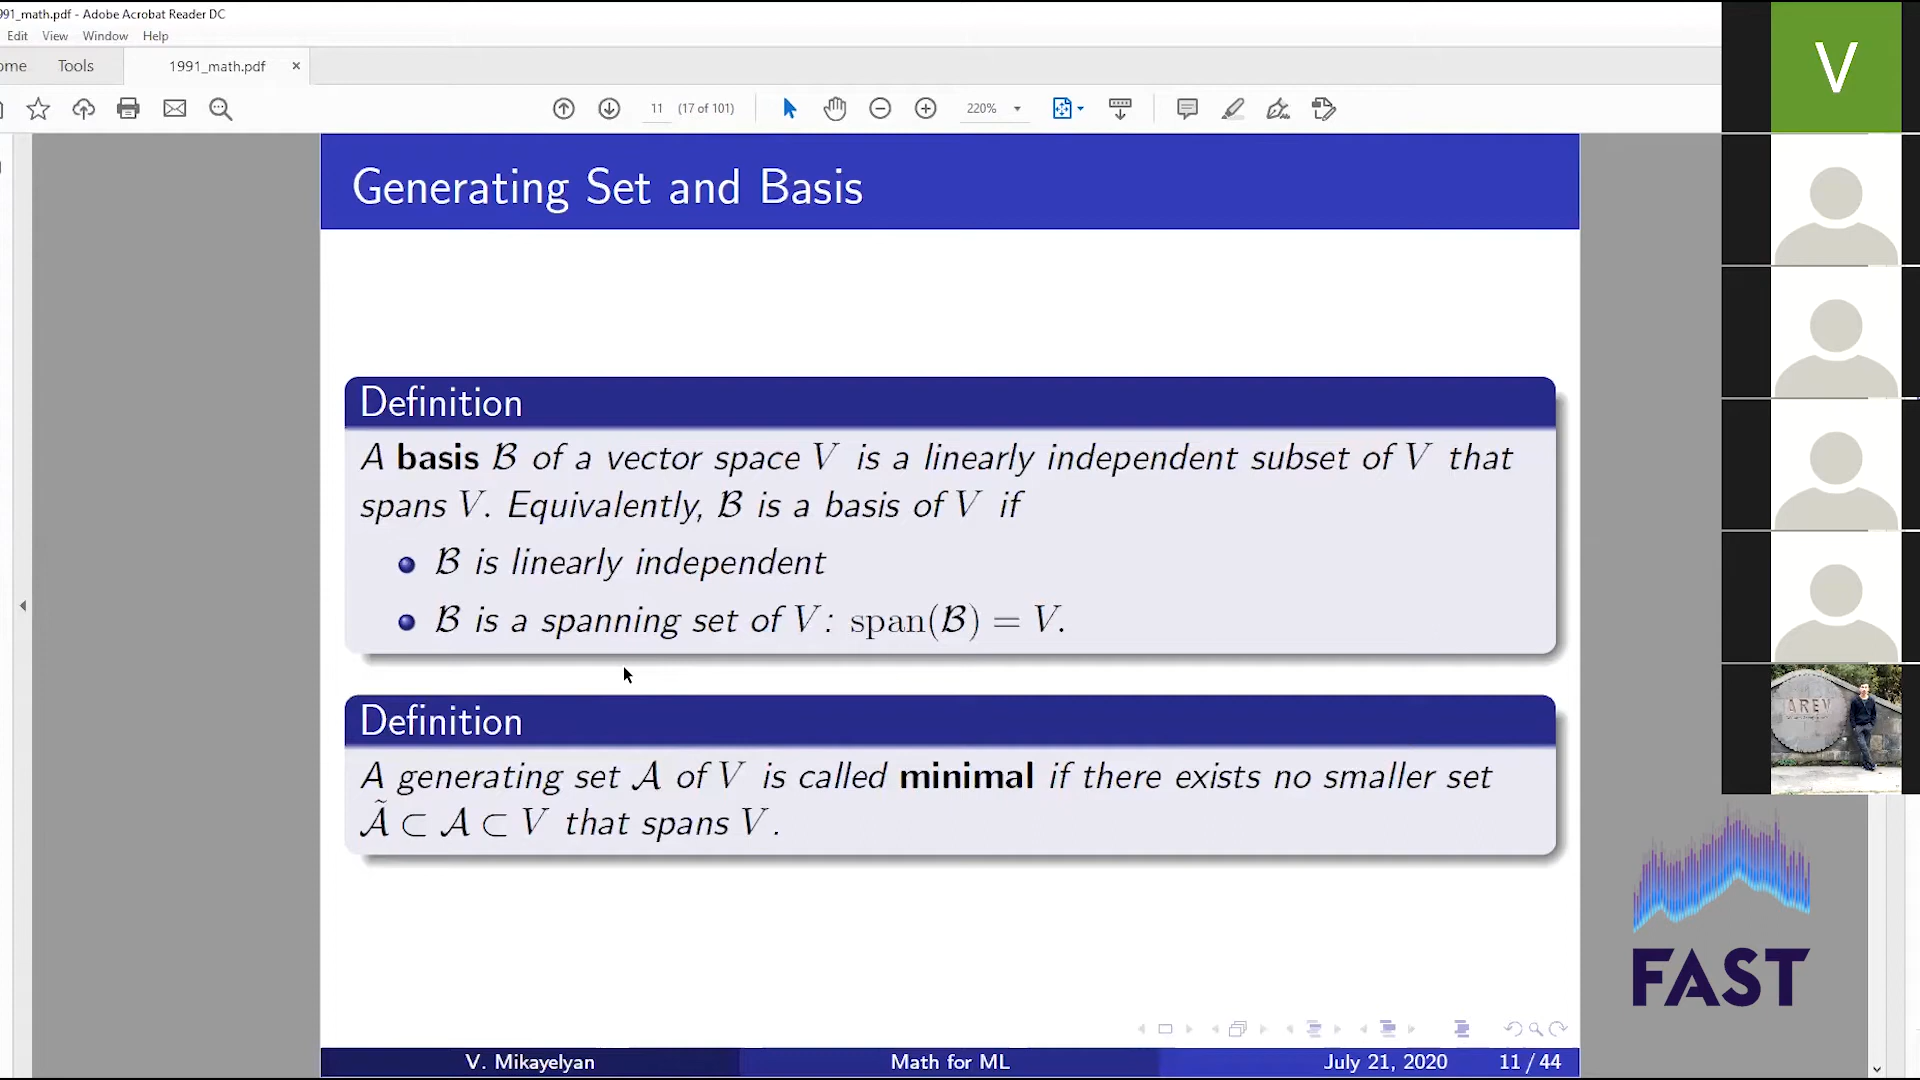 991_math.pdf - Adobe Acrobat Reader DC
Edit View Window Help
ome Tools 1991_math.pdf ×
11 (17 of 101) 220%
V
Generating Set and Basis
Definition
A basis ℬ of a vector space V is a linearly independent subset of V that
spans V. Equivalently, ℬ is a basis of V if
• ℬ is linearly independent
• ℬ is a spanning set of V: span(ℬ) = V.
Definition
A generating set 𝒜 of V is called minimal if there exists no smaller set
𝒜̃ ⊂ 𝒜 ⊂ V that spans V.
AREV
FAST
V. Mikayelyan Math for ML July 21, 2020 11 / 44